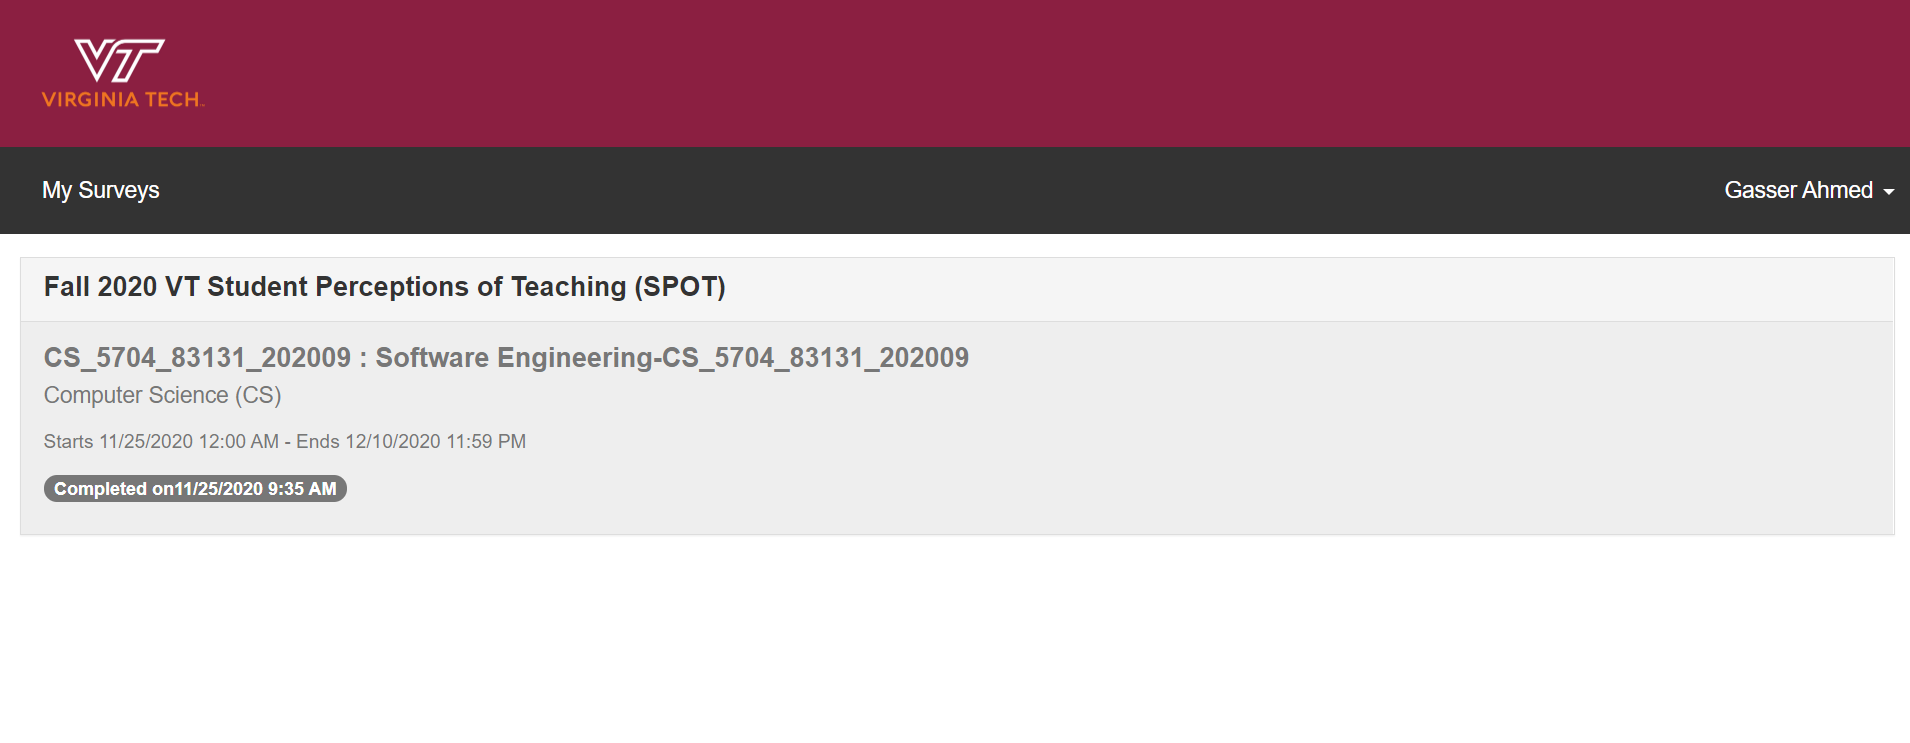 VT
VIRGINIA TECH
My Surveys
Gasser Ahmed
Fall 2020 VT Student Perceptions of Teaching (SPOT)
CS_5704_83131_202009 : Software Engineering-CS_5704_83131_202009
Computer Science (CS)
Starts 11/25/2020 12:00 AM - Ends 12/10/2020 11:59 PM
Completed on11/25/2020 9:35 AM